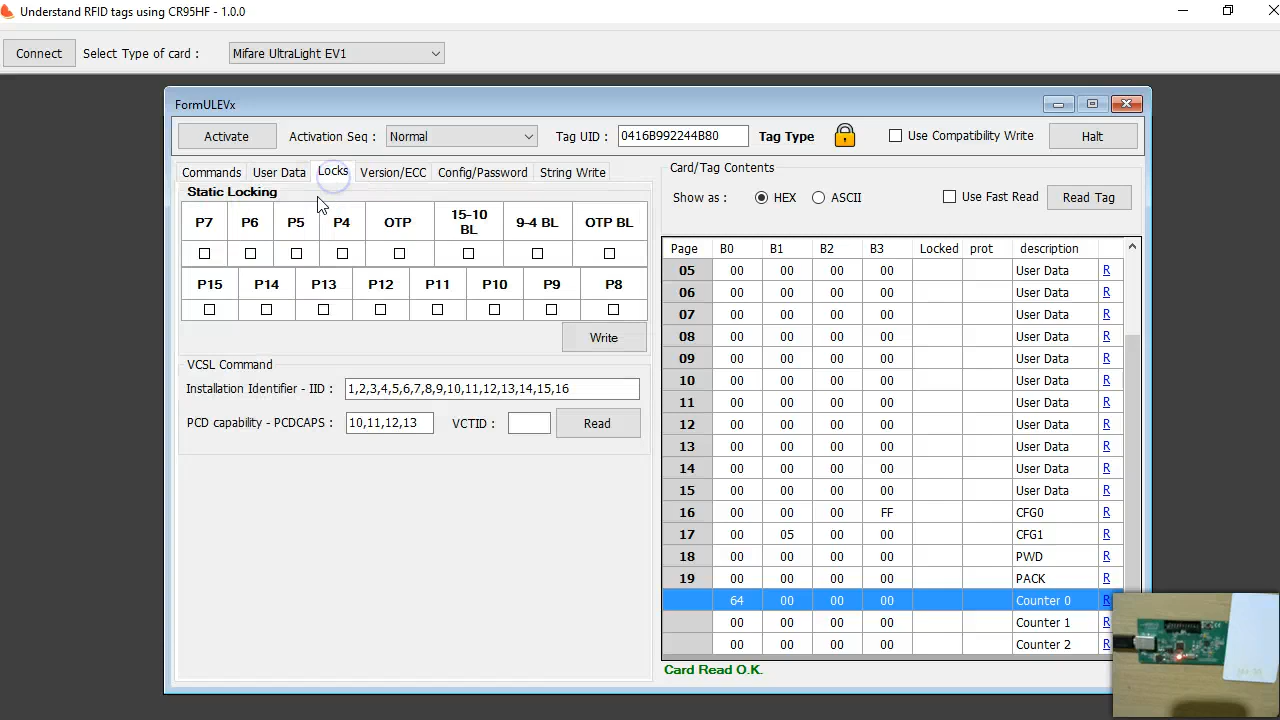 Understand RFID tags using CR95HF - 1.0.0
Connect Select Type of card : Mifare UltraLight EV1
FormULEVx
Activate Activation Seq : Normal Tag UID : 0416B992244B80 Tag Type Use Compatibility Write Halt
Commands User Data Locks Version/ECC Config/Password String Write
Static Locking
P7 P6 P5 P4 OTP 15-10 BL 9-4 BL OTP BL
P15 P14 P13 P12 P11 P10 P9 P8
Write
VCSL Command
Installation Identifier - IID : 1,2,3,4,5,6,7,8,9,10,11,12,13,14,15,16
PCD capability - PCDCAPS : 10,11,12,13 VCTID : Read
Card/Tag Contents
Show as : HEX ASCII Use Fast Read Read Tag
Page B0 B1 B2 B3 Locked prot description
05 00 00 00 00 User Data R
06 00 00 00 00 User Data R
07 00 00 00 00 User Data R
08 00 00 00 00 User Data R
09 00 00 00 00 User Data R
10 00 00 00 00 User Data R
11 00 00 00 00 User Data R
12 00 00 00 00 User Data R
13 00 00 00 00 User Data R
14 00 00 00 00 User Data R
15 00 00 00 00 User Data R
16 00 00 00 FF CFG0 R
17 00 05 00 00 CFG1 R
18 00 00 00 00 PWD R
19 00 00 00 00 PACK R
64 00 00 00 Counter 0 R
00 00 00 00 Counter 1 R
00 00 00 00 Counter 2 R
Card Read O.K.